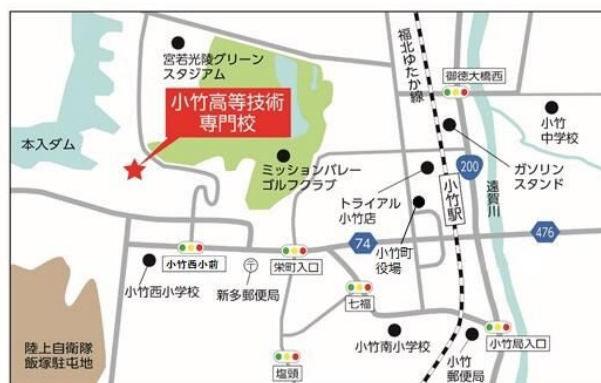 宮若光陵グリーン
スタジアム
小竹高等技術
専門校
本入ダム
ミッションバレー
ゴルフクラブ
福北ゆたか線
御徳大橋西
小竹
中学校
ガソリン
スタンド
200
遠賀川
トライアル
小竹店
小竹駅
476
74
小竹町
役場
小竹西小前
栄町入口
小竹西小学校
〒
新多郵便局
七福
陸上自衛隊
飯塚駐屯地
塩頭
小竹南小学校
小竹局入口
小竹
郵便局